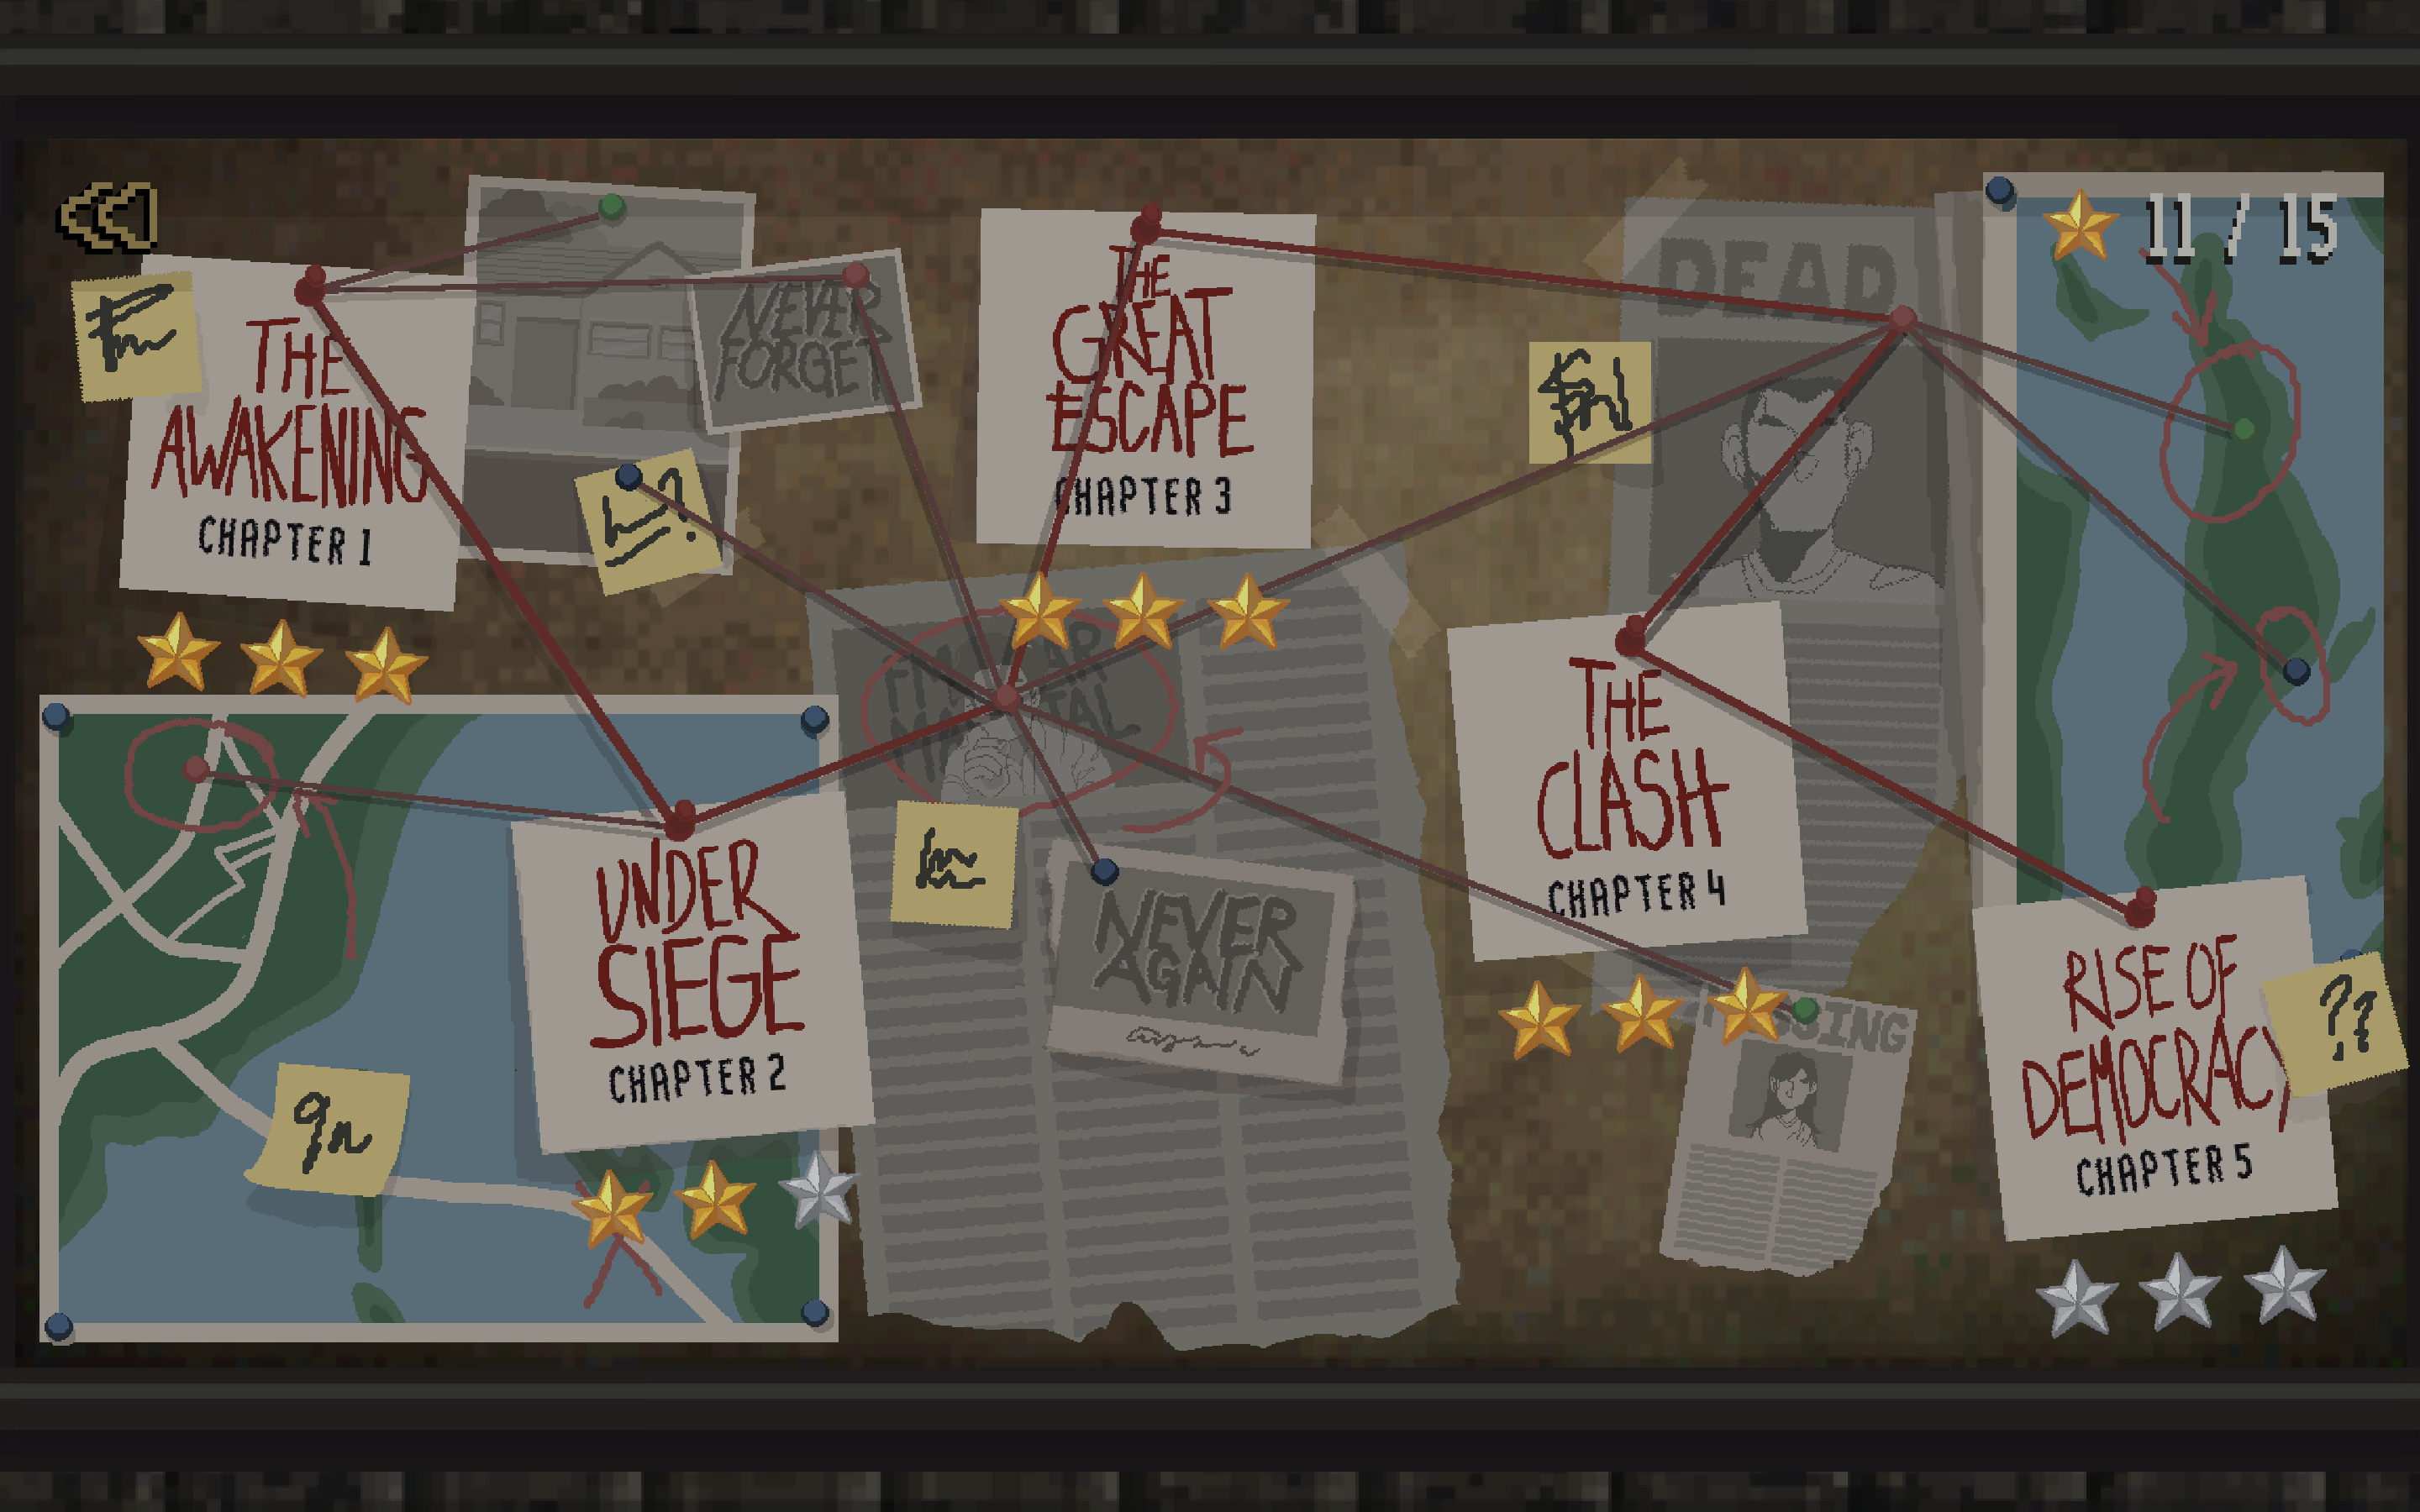 11 / 15
THE
AWAKENING
CHAPTER 1
NEVER
FORGET
THE
GREAT
ESCAPE
CHAPTER 3
DEAD
UNDER
SIEGE
CHAPTER 2
NEVER
AGAIN
THE
CLASH
CHAPTER 4
RISE OF
DEMOCRACY
CHAPTER 5
??